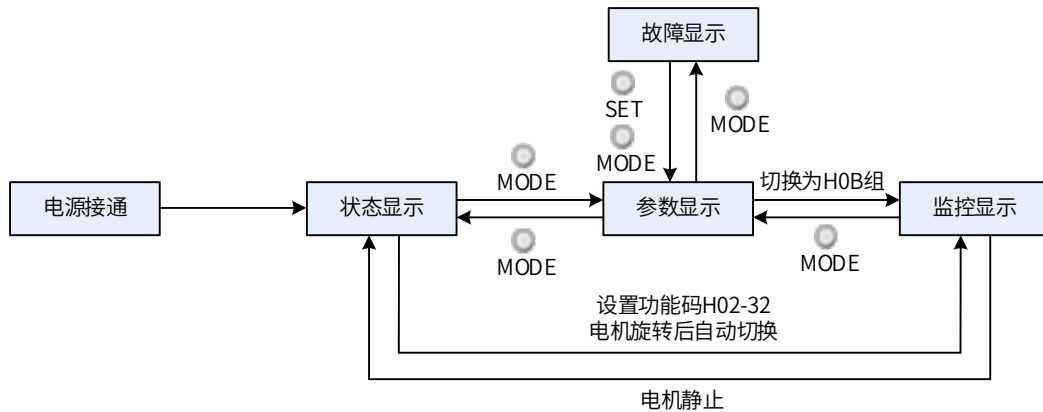 故障显示
SET
MODE
MODE
MODE
切换为H0B组
电源接通
状态显示
参数显示
监控显示
MODE
MODE
设置功能码H02-32
电机旋转后自动切换
电机静止